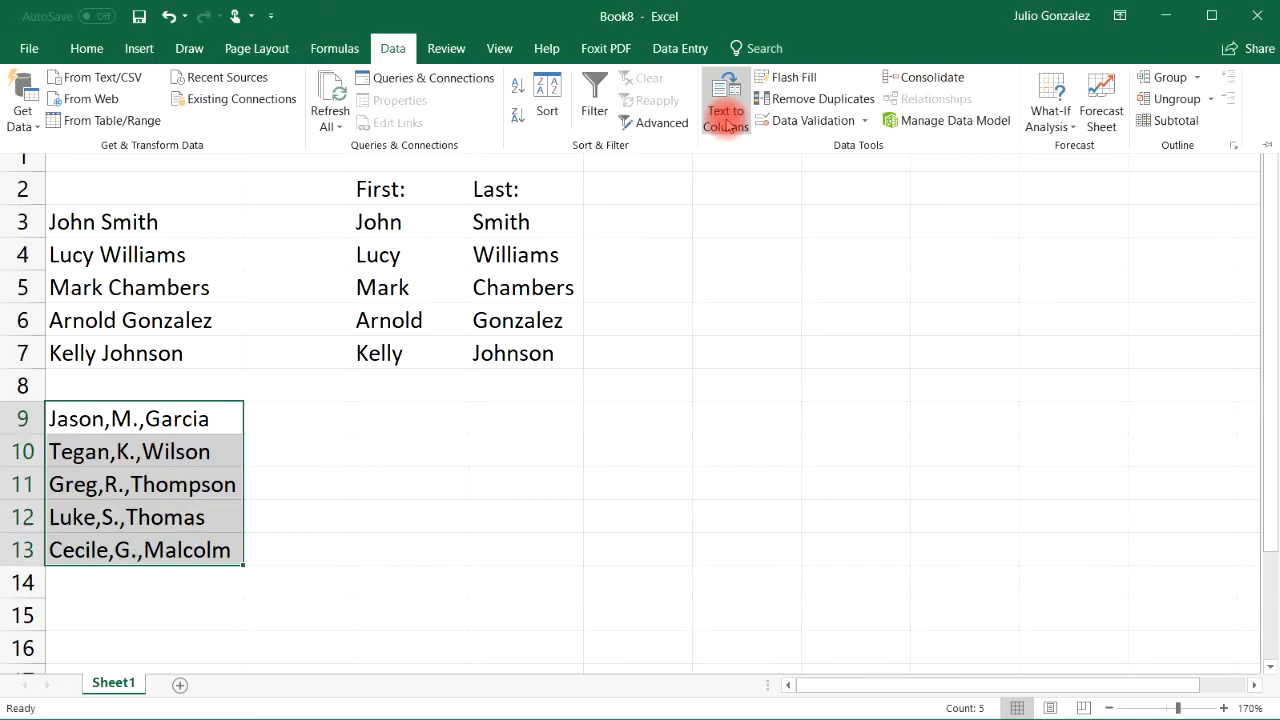 AutoSave Off Book8 - Excel Julio Gonzalez
File Home Insert Draw Page Layout Formulas Data Review View Help Foxit PDF Data Entry Search Share
Get Data
From Text/CSV
From Web
From Table/Range
Recent Sources
Existing Connections
Get & Transform Data
Refresh All
Queries & Connections
Properties
Edit Links
Queries & Connections
Sort
Filter
Clear
Reapply
Advanced
Sort & Filter
Text to Columns
Flash Fill
Remove Duplicates
Data Validation
Consolidate
Relationships
Manage Data Model
Data Tools
What-If Analysis
Forecast Sheet
Forecast
Group
Ungroup
Subtotal
Outline
1
2 First: Last:
3 John Smith John Smith
4 Lucy Williams Lucy Williams
5 Mark Chambers Mark Chambers
6 Arnold Gonzalez Arnold Gonzalez
7 Kelly Johnson Kelly Johnson
8
9 Jason,M.,Garcia
10 Tegan,K.,Wilson
11 Greg,R.,Thompson
12 Luke,S.,Thomas
13 Cecile,G.,Malcolm
14
15
16
Sheet1
Ready Count: 5 170%